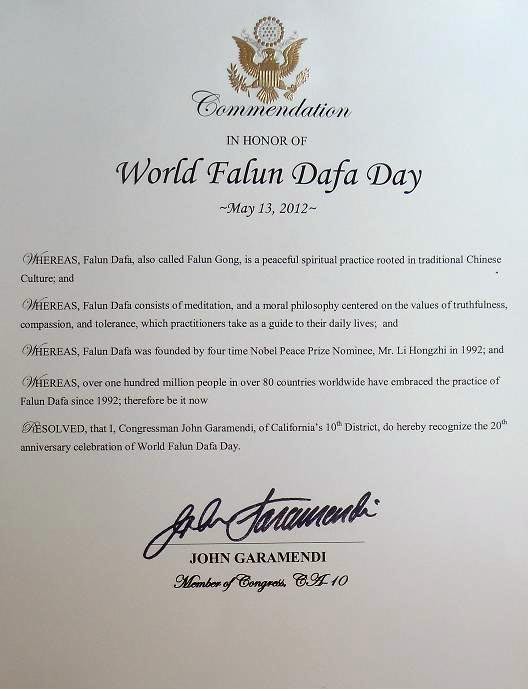 Commendation
IN HONOR OF
World Falun Dafa Day
~May 13, 2012~
WHEREAS, Falun Dafa, also called Falun Gong, is a peaceful spiritual practice rooted in traditional Chinese
Culture; and
WHEREAS, Falun Dafa consists of meditation, and a moral philosophy centered on the values of truthfulness,
compassion, and tolerance, which practitioners take as a guide to their daily lives; and
WHEREAS, Falun Dafa was founded by four time Nobel Peace Prize Nominee, Mr. Li Hongzhi in 1992; and
WHEREAS, over one hundred million people in over 80 countries worldwide have embraced the practice of
Falun Dafa since 1992; therefore be it now
RESOLVED, that I, Congressman John Garamendi, of California's 10th District, do hereby recognize the 20th
anniversary celebration of World Falun Dafa Day.
John Garamendi
JOHN GARAMENDI
Member of Congress, CA-10